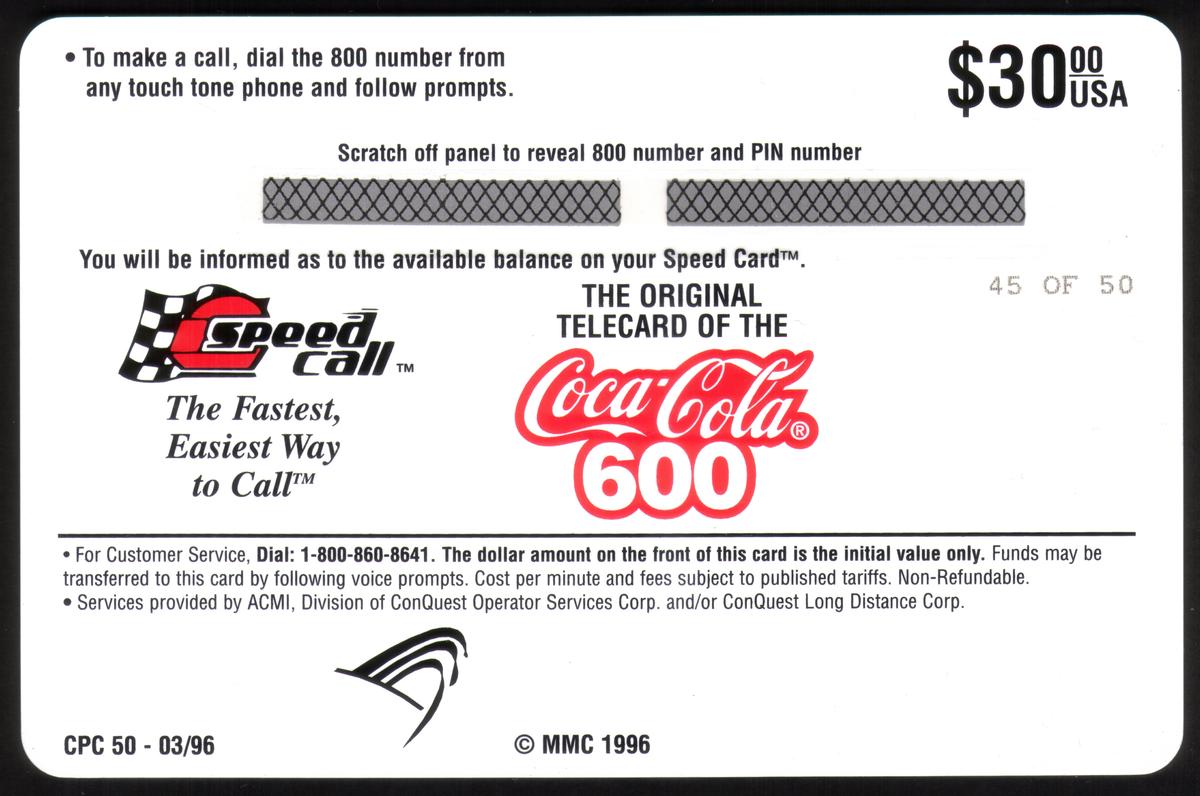 • To make a call, dial the 800 number from
any touch tone phone and follow prompts.
$30 00 USA
Scratch off panel to reveal 800 number and PIN number
You will be informed as to the available balance on your Speed Card™.
45 OF 50
speed
call ™
The Fastest,
Easiest Way
to Call™
THE ORIGINAL
TELECARD OF THE
Coca-Cola®
600
• For Customer Service, Dial: 1-800-860-8641. The dollar amount on the front of this card is the initial value only. Funds may be
transferred to this card by following voice prompts. Cost per minute and fees subject to published tariffs. Non-Refundable.
• Services provided by ACMI, Division of ConQuest Operator Services Corp. and/or ConQuest Long Distance Corp.
CPC 50 - 03/96
© MMC 1996